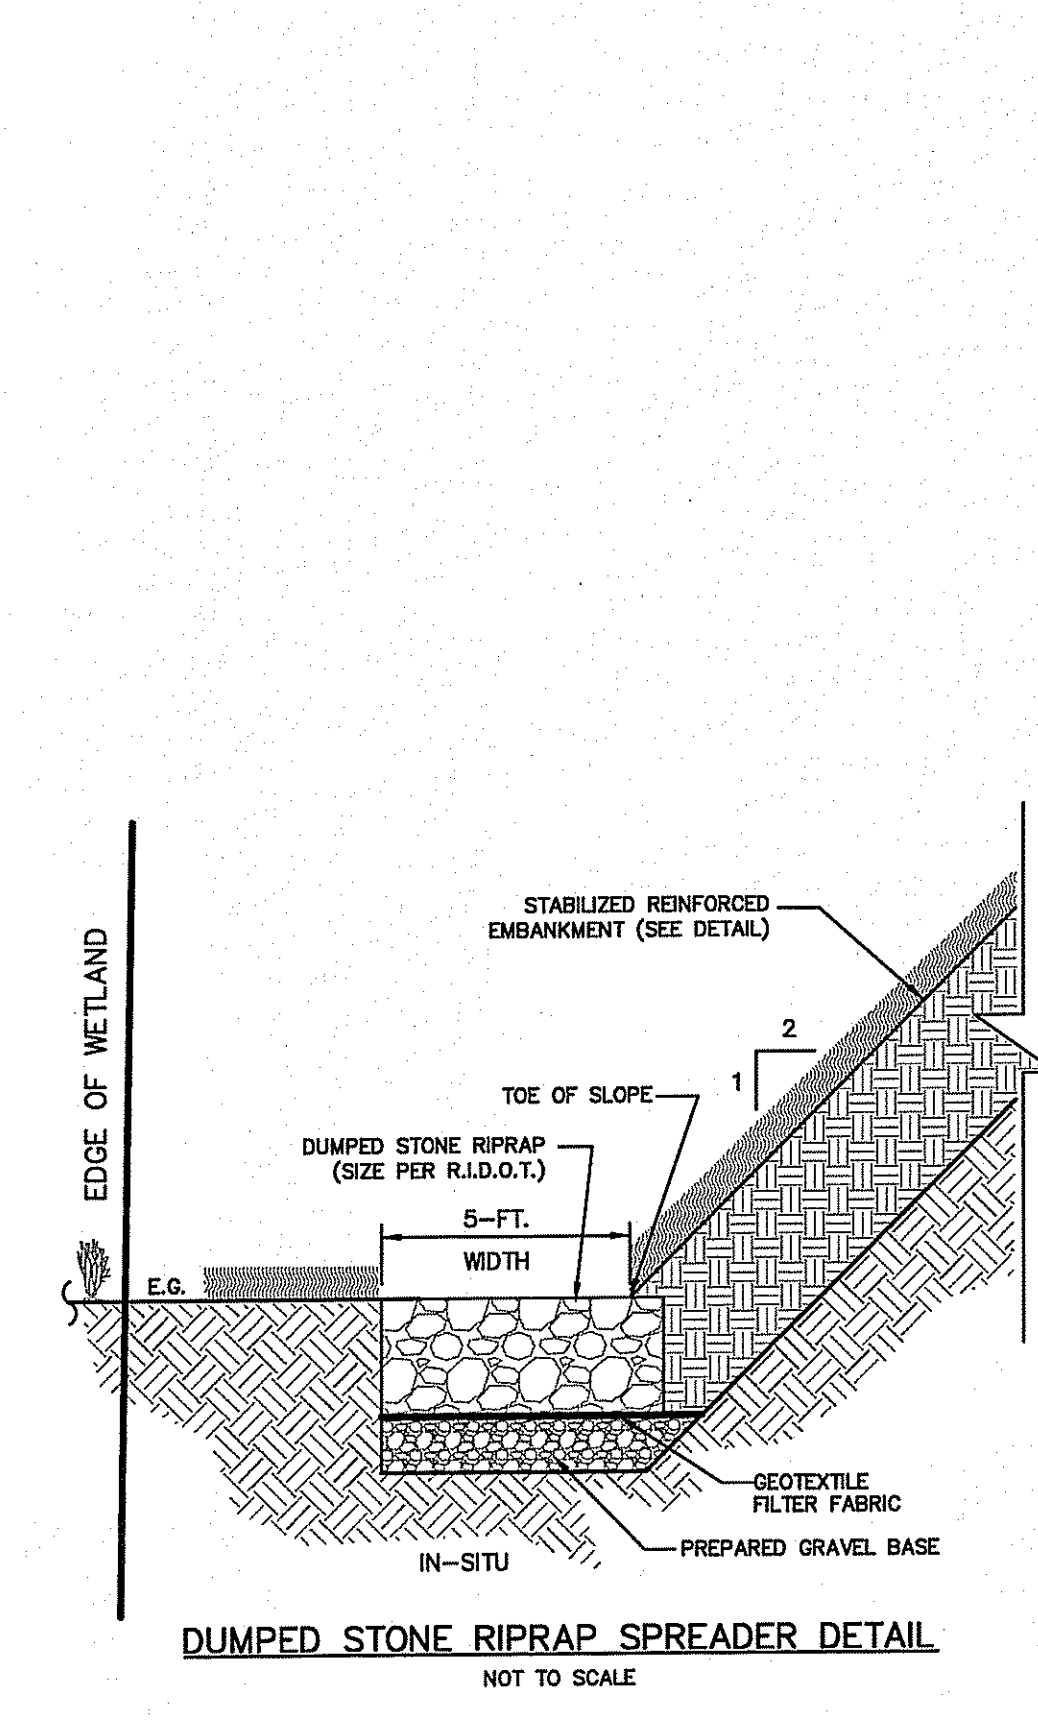 STABILIZED REINFORCED
EMBANKMENT (SEE DETAIL)
EDGE OF WETLAND
2
1
TOE OF SLOPE
DUMPED STONE RIPRAP
(SIZE PER R.I.D.O.T.)
5-FT.
WIDTH
E.G.
GEOTEXTILE
FILTER FABRIC
PREPARED GRAVEL BASE
IN-SITU
DUMPED STONE RIPRAP SPREADER DETAIL
NOT TO SCALE